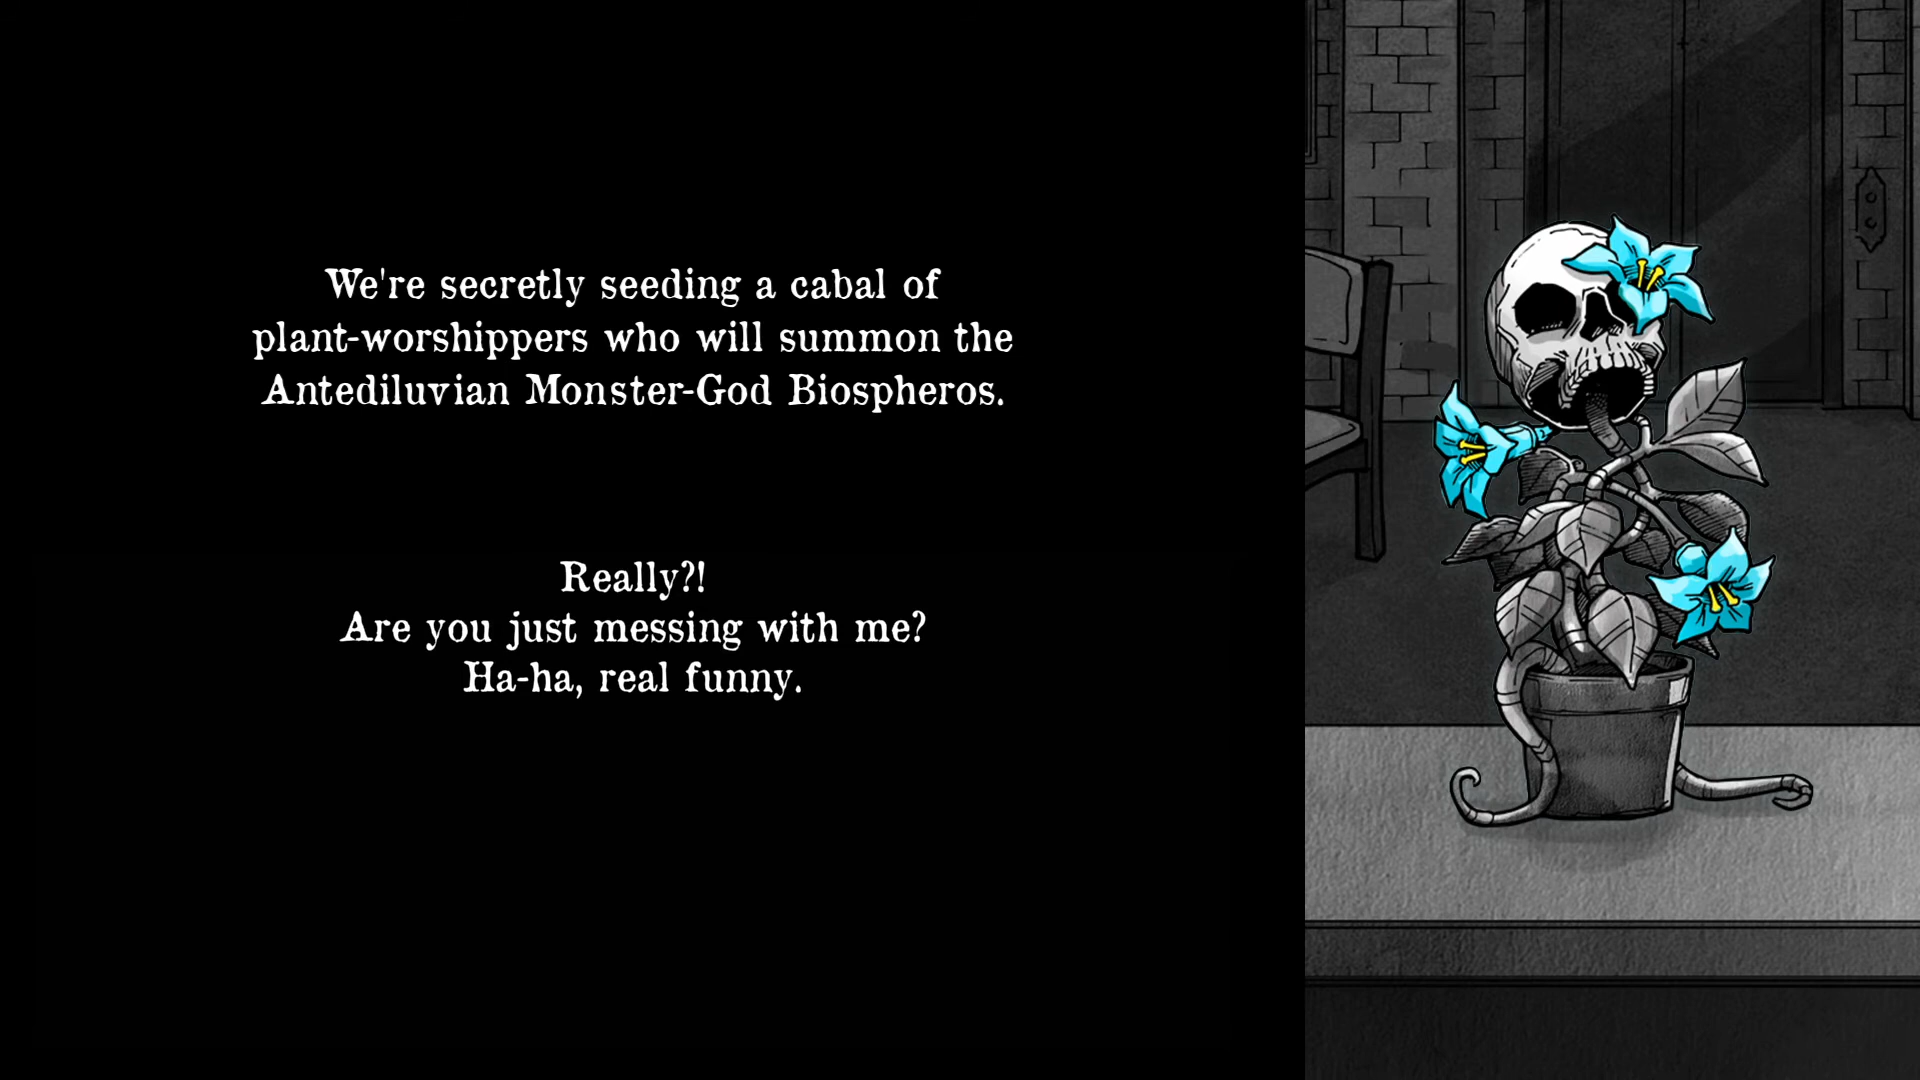 We're secretly seeding a cabal of
plant-worshippers who will summon the
Antediluvian Monster-God Biospheros.
Really?!
Are you just messing with me?
Ha-ha, real funny.